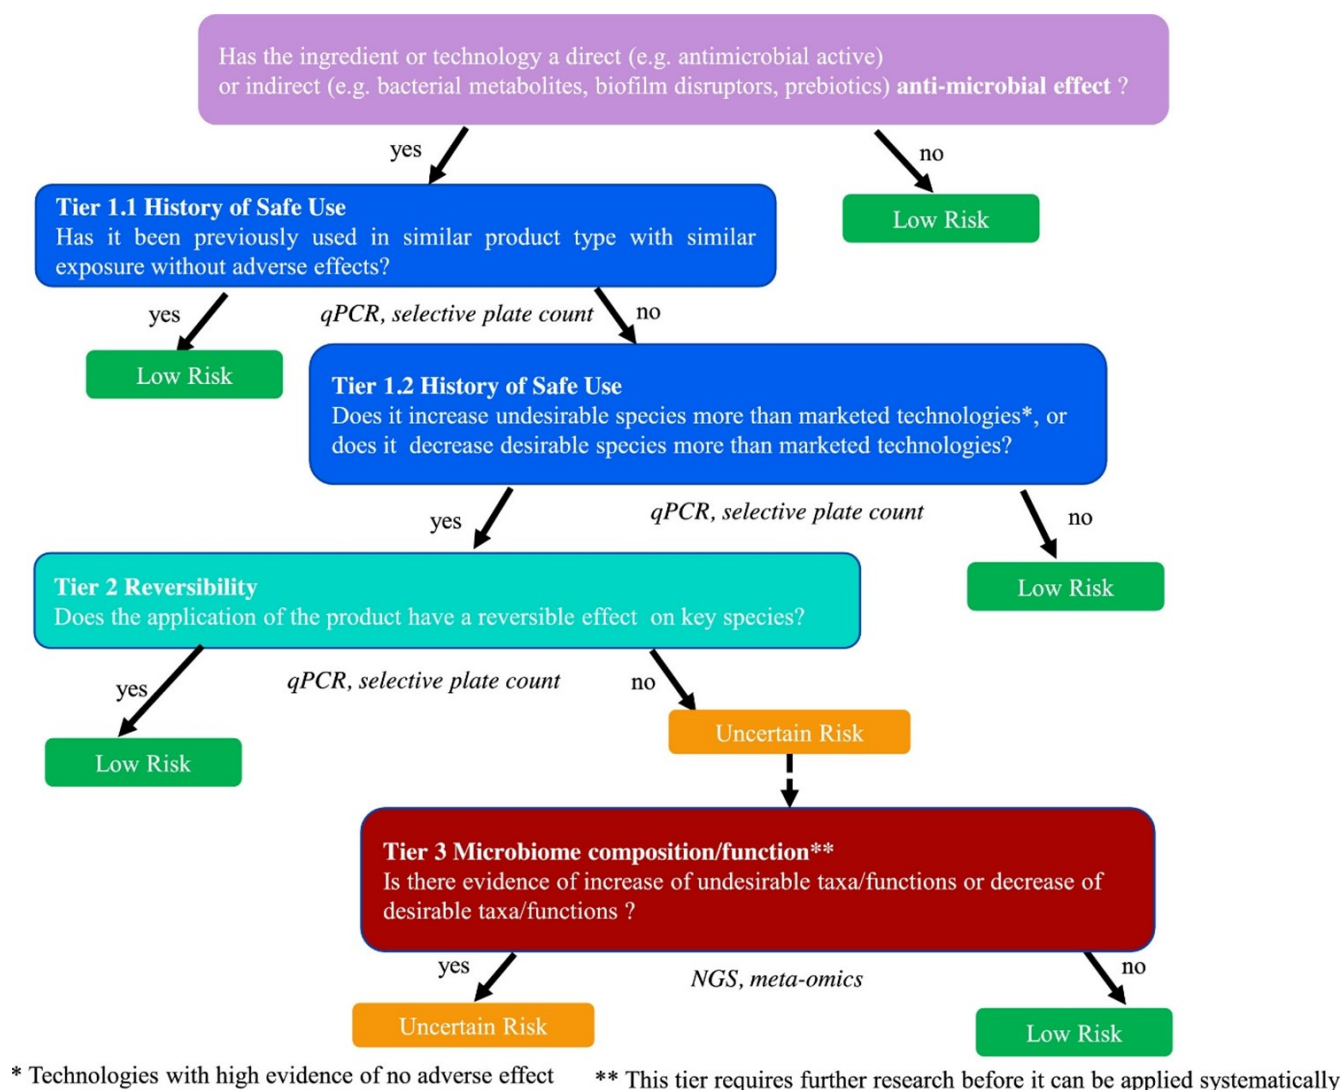 Has the ingredient or technology a direct (e.g. antimicrobial active)
or indirect (e.g. bacterial metabolites, biofilm disruptors, prebiotics) anti-microbial effect ?
yes
no
Tier 1.1 History of Safe Use
Has it been previously used in similar product type with similar
exposure without adverse effects?
Low Risk
yes
qPCR, selective plate count
no
Low Risk
Tier 1.2 History of Safe Use
Does it increase undesirable species more than marketed technologies*, or
does it decrease desirable species more than marketed technologies?
yes
qPCR, selective plate count
no
Low Risk
Tier 2 Reversibility
Does the application of the product have a reversible effect on key species?
yes
qPCR, selective plate count
no
Low Risk
Uncertain Risk
Tier 3 Microbiome composition/function**
Is there evidence of increase of undesirable taxa/functions or decrease of
desirable taxa/functions ?
yes
NGS, meta-omics
no
Uncertain Risk
Low Risk
* Technologies with high evidence of no adverse effect
** This tier requires further research before it can be applied systematically